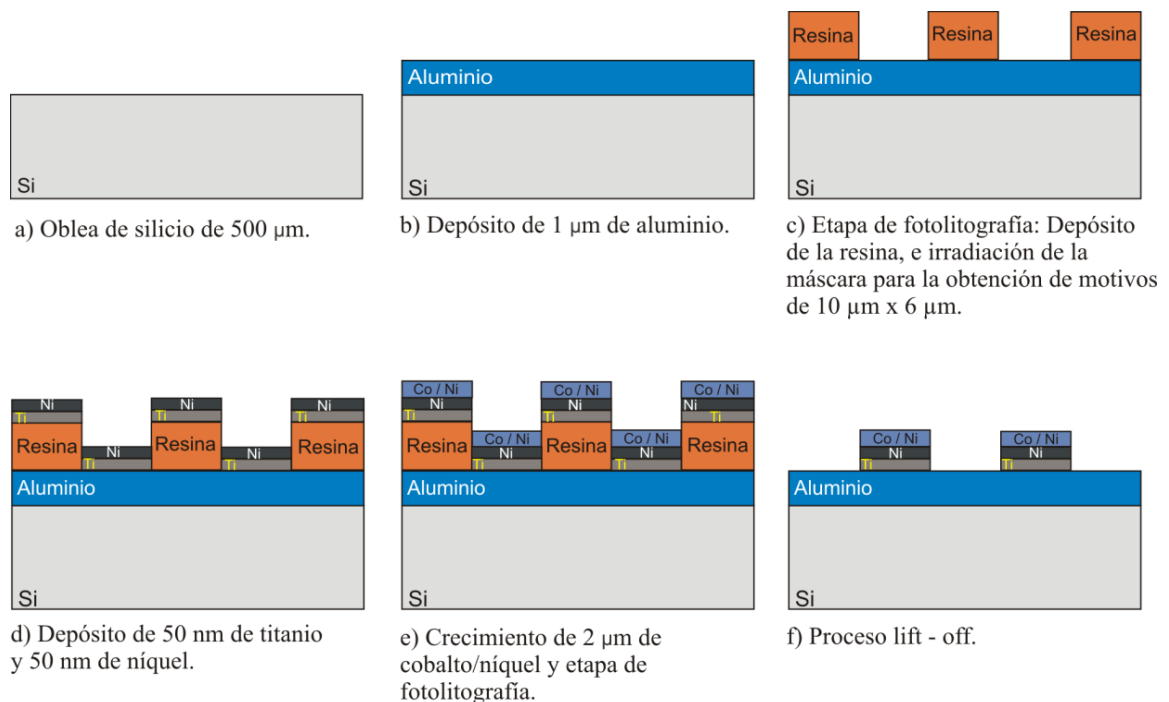 Si
a) Oblea de silicio de 500 µm.
Aluminio
Si
b) Depósito de 1 µm de aluminio.
Resina
Resina
Resina
Aluminio
Si
c) Etapa de fotolitografía: Depósito
de la resina, e irradiación de la
máscara para la obtención de motivos
de 10 µm x 6 µm.
Ni
Ni
Ni
Ti
Ti
Ti
Resina
Resina
Resina
Ni
Ni
Ti
Ti
Aluminio
Si
d) Depósito de 50 nm de titanio
y 50 nm de níquel.
Co / Ni
Co / Ni
Co / Ni
Ni
Ni
Ni
Ti
Ti
Ti
Resina
Resina
Resina
Co / Ni
Co / Ni
Ni
Ni
Ti
Ti
Aluminio
Si
e) Crecimiento de 2 µm de
cobalto/níquel y etapa de
fotolitografía.
Co / Ni
Co / Ni
Ni
Ni
Ti
Ti
Aluminio
Si
f) Proceso lift - off.